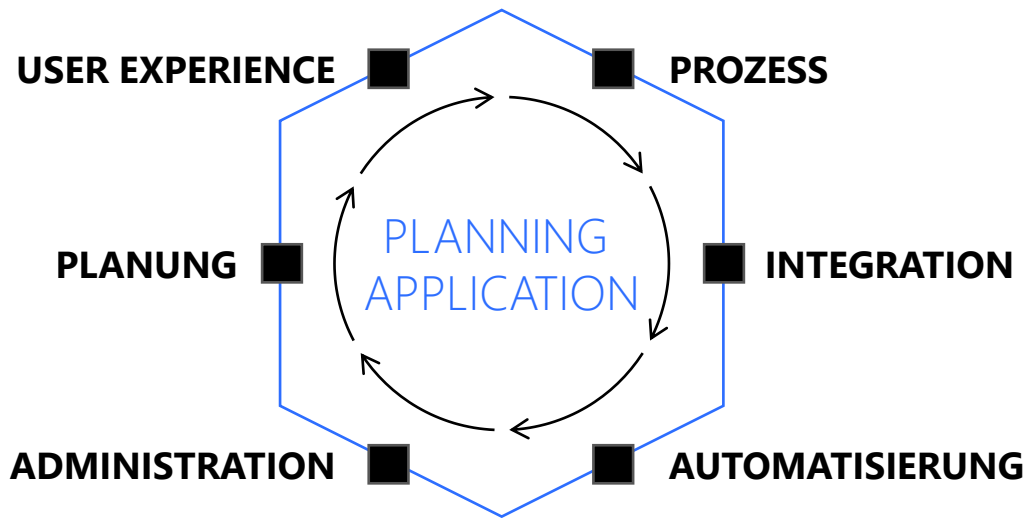 USER EXPERIENCE
PROZESS
PLANUNG
PLANNING
APPLICATION
INTEGRATION
ADMINISTRATION
AUTOMATISIERUNG